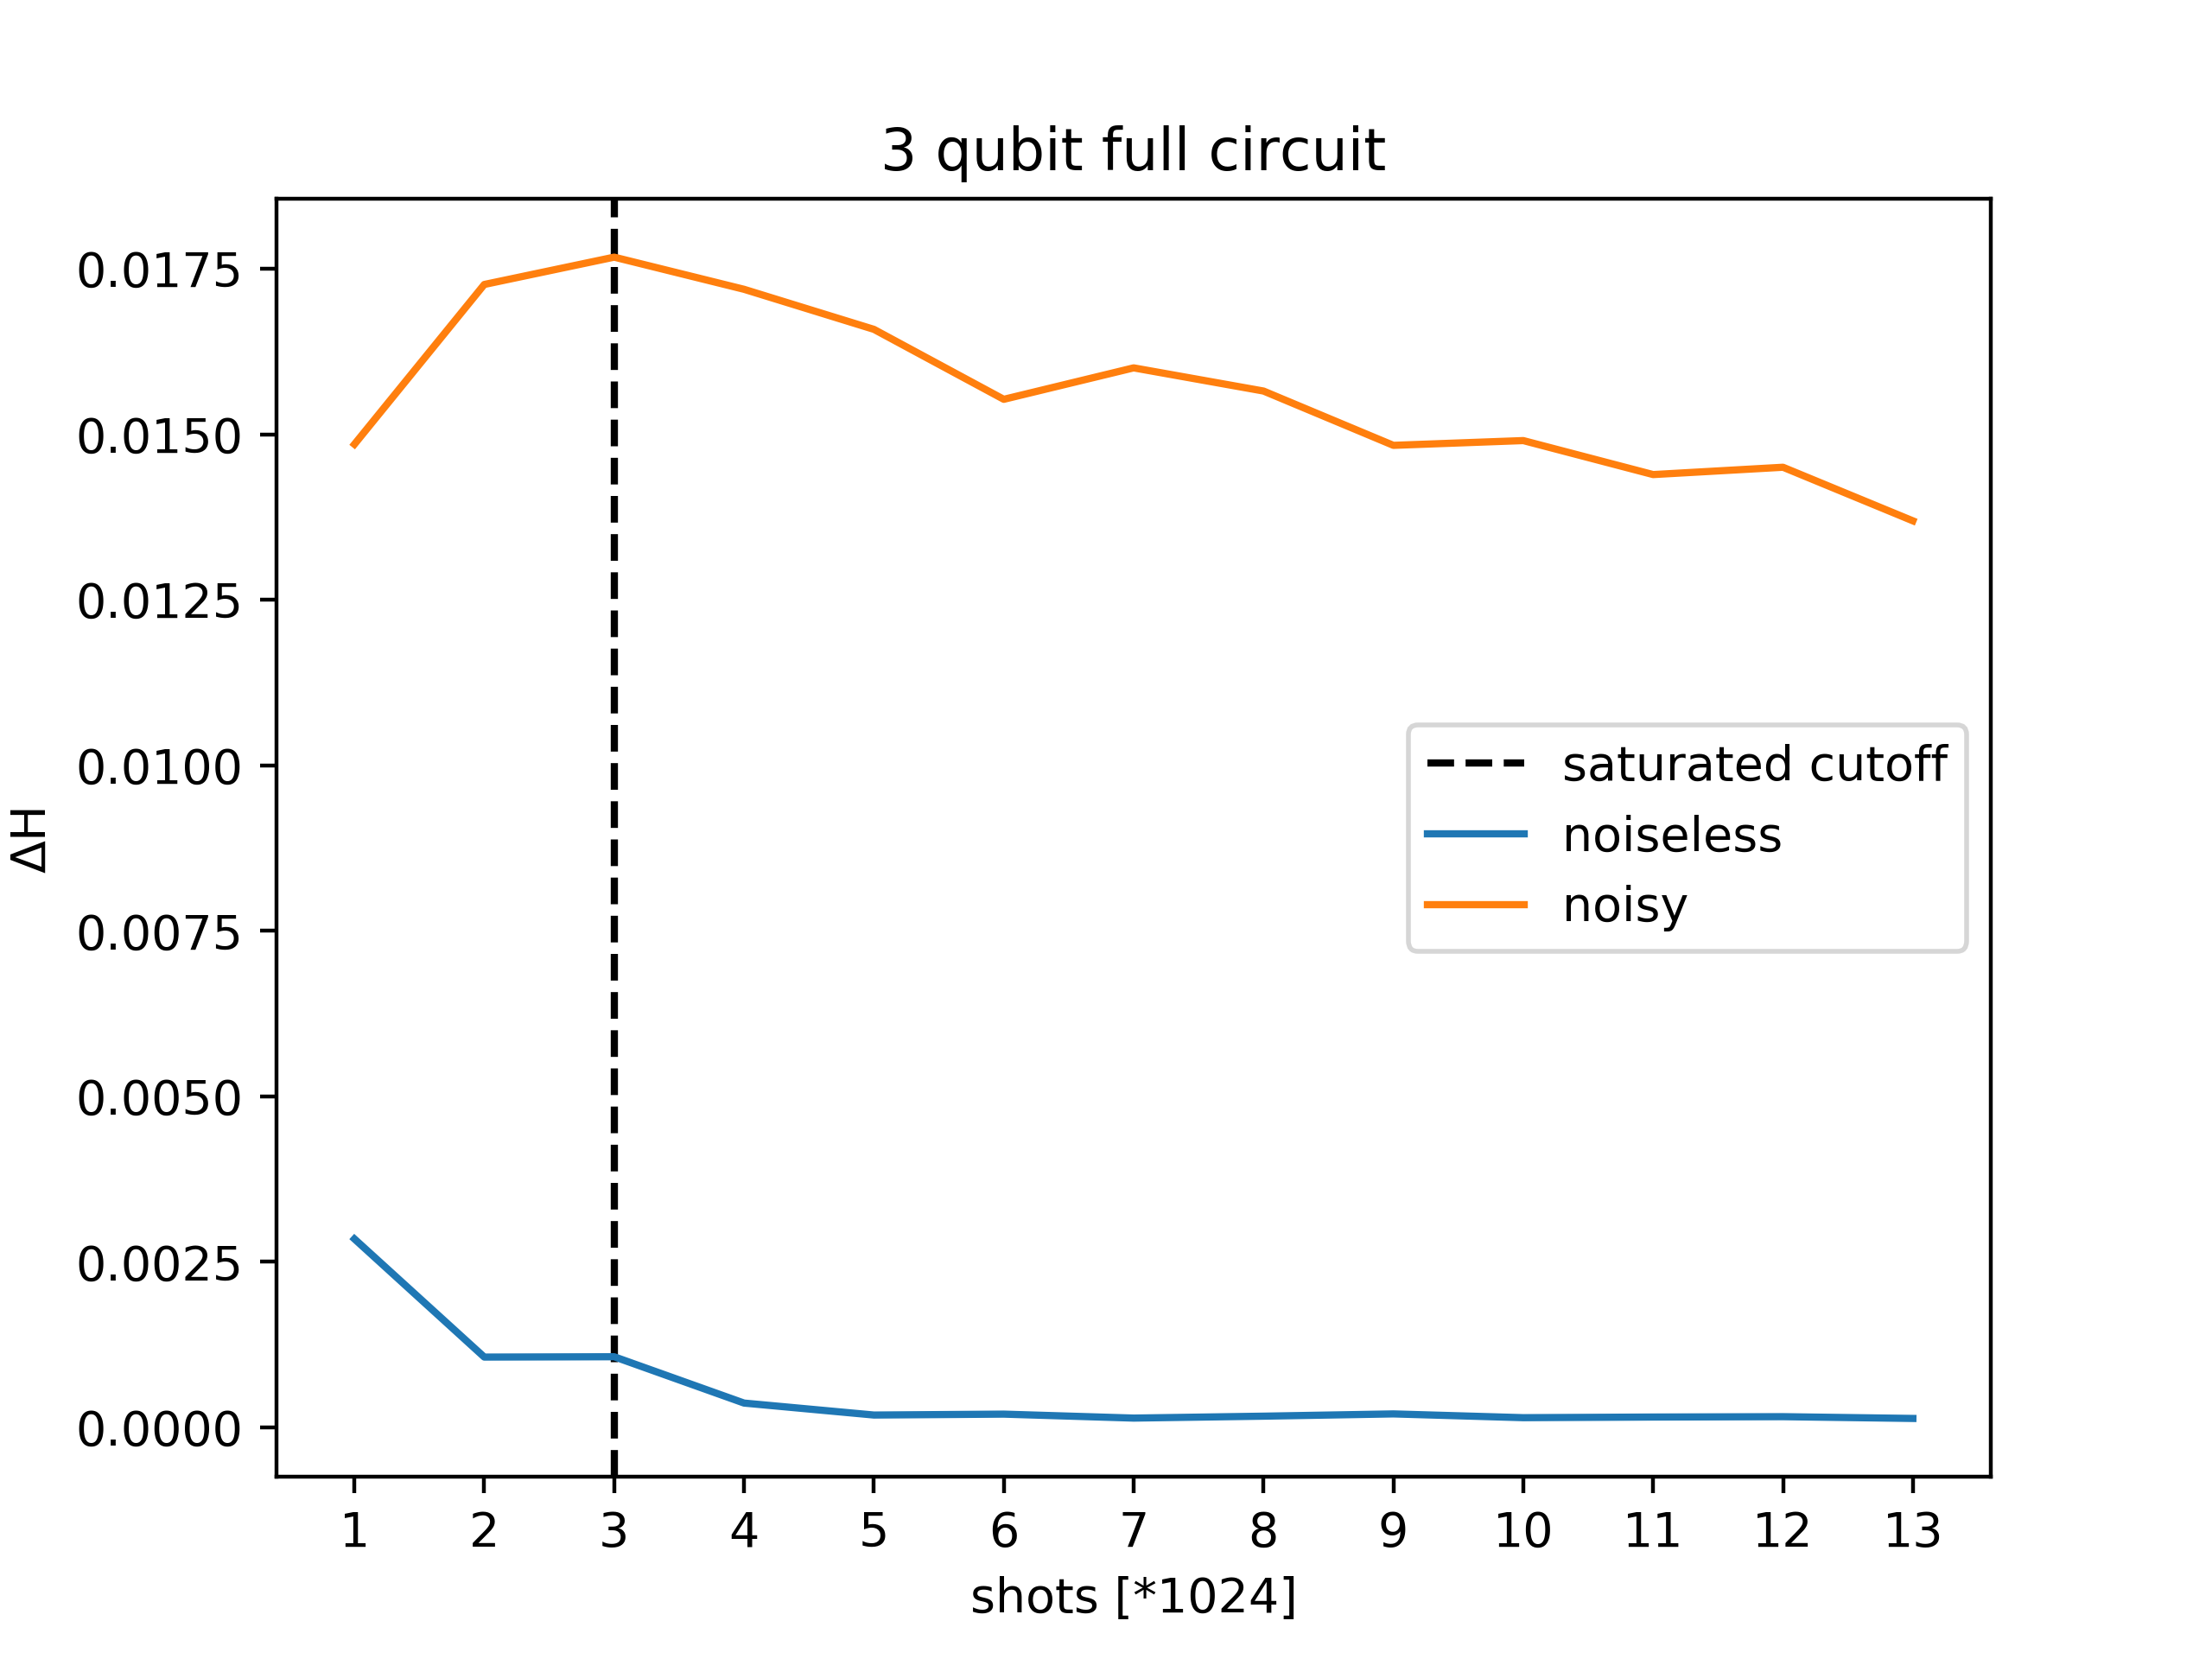 3 qubit full circuit
0.0175
0.0150
0.0125
0.0100
0.0075
0.0050
0.0025
0.0000
ΔH
saturated cutoff
noiseless
noisy
1 2 3 4 5 6 7 8 9 10 11 12 13
shots [*1024]